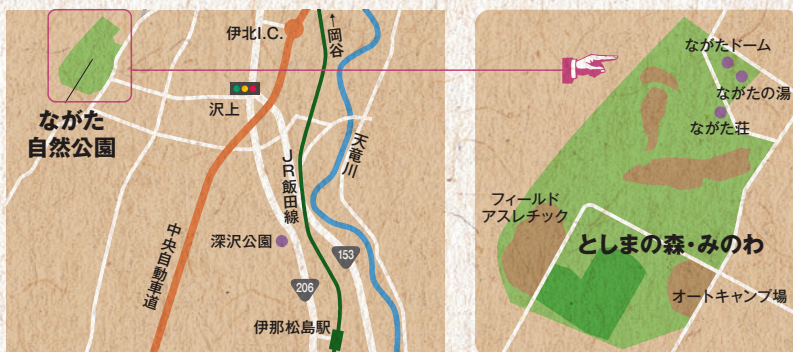 伊北I.C.
←岡谷
沢上
ながた
自然公園
天竜川
JR飯田線
中央自動車道
深沢公園
153
206
伊那松島駅
ながたドーム
ながたの湯
ながた荘
フィールド
アスレチック
としまの森・みのわ
オートキャンプ場